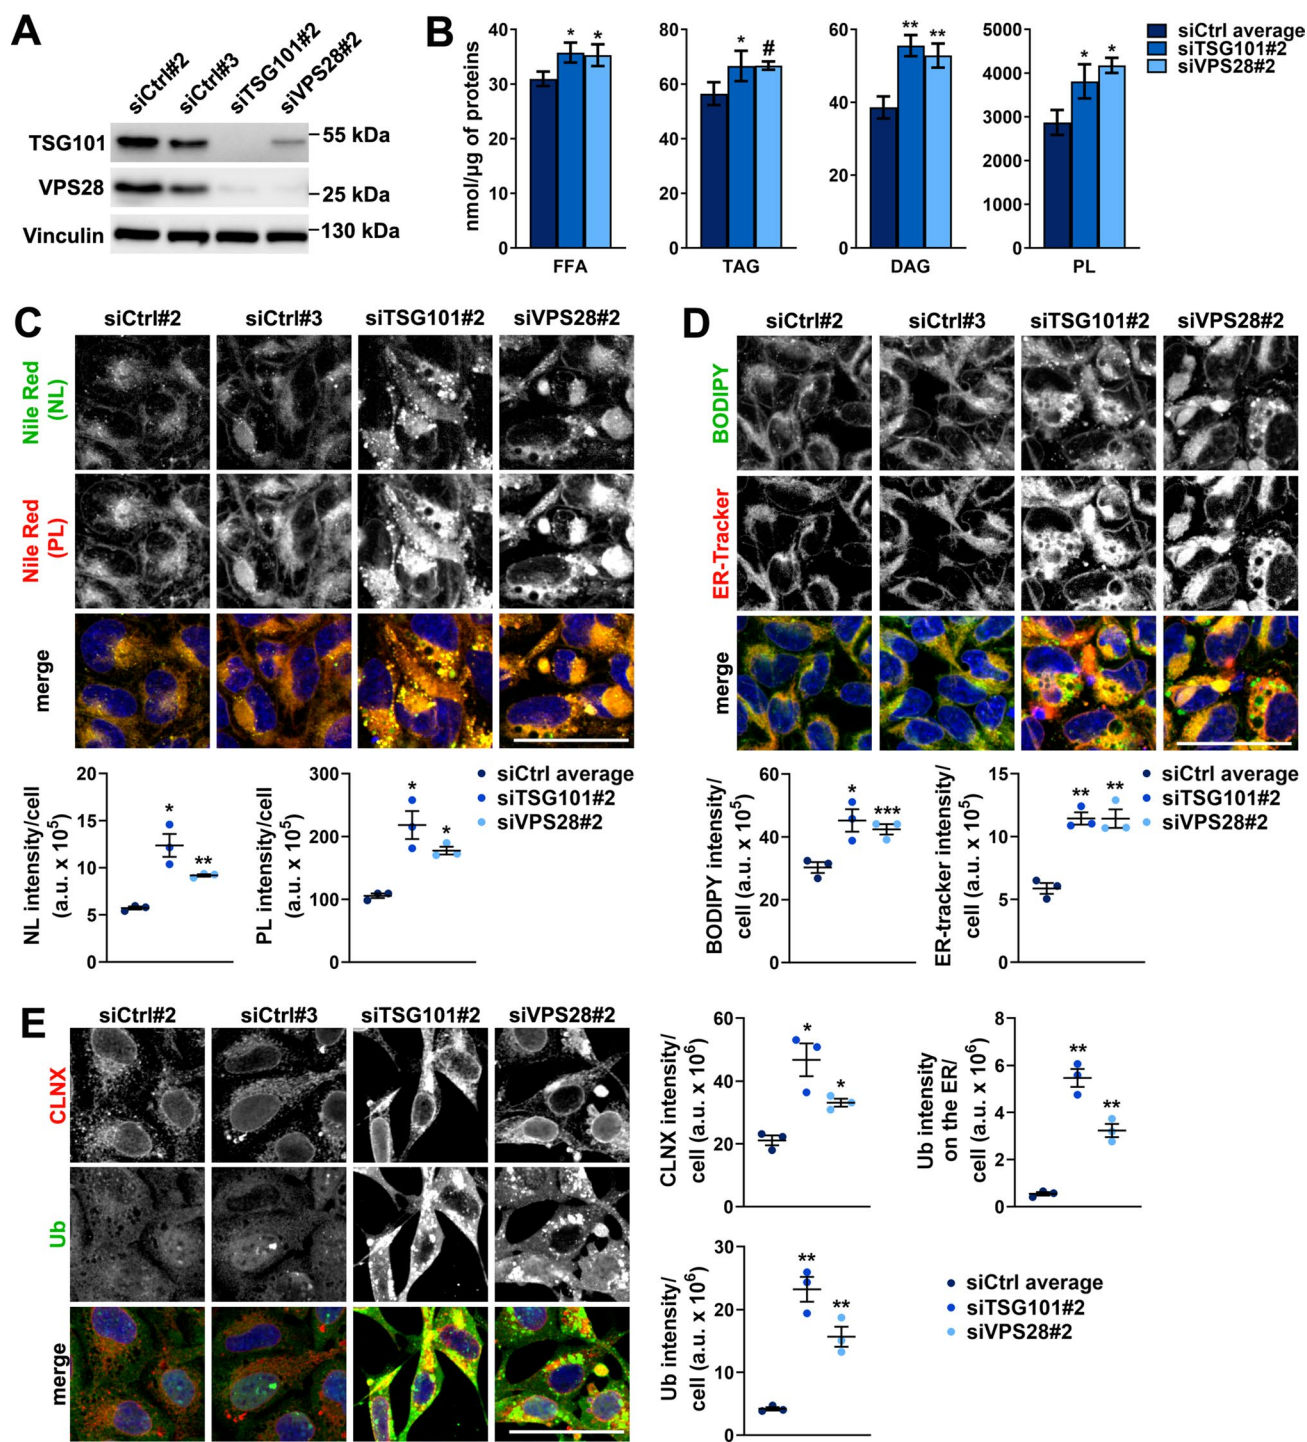 A
siCtrl#2
siCtrl#3
siTSG101#2
siVPS28#2
TSG101
55 kDa
VPS28
25 kDa
Vinculin
130 kDa
B
nmol/µg of proteins
40
30
20
10
0
FFA
*
*
80
60
40
20
0
TAG
*
#
60
40
20
0
DAG
**
**
5000
4000
3000
2000
1000
0
PL
*
*
siCtrl average
siTSG101#2
siVPS28#2
C
siCtrl#2
siCtrl#3
siTSG101#2
siVPS28#2
Nile Red
(NL)
Nile Red
(PL)
merge
NL intensity/cell
(a.u. x 10⁵)
20
15
10
5
0
*
**
PL intensity/cell
(a.u. x 10⁵)
300
200
100
0
*
*
siCtrl average
siTSG101#2
siVPS28#2
D
siCtrl#2
siCtrl#3
siTSG101#2
siVPS28#2
BODIPY
ER-Tracker
merge
BODIPY intensity/
cell (a.u. x 10⁵)
60
40
20
0
*
***
ER-tracker intensity/
cell (a.u. x 10⁵)
15
10
5
0
**
**
siCtrl average
siTSG101#2
siVPS28#2
E
siCtrl#2
siCtrl#3
siTSG101#2
siVPS28#2
CLNX
Ub
merge
CLNX intensity/
cell (a.u. x 10⁶)
60
40
20
0
*
*
Ub intensity
on the ER/
cell (a.u. x 10⁶)
8
6
4
2
0
**
**
Ub intensity/
cell (a.u. x 10⁶)
30
20
10
0
**
**
siCtrl average
siTSG101#2
siVPS28#2